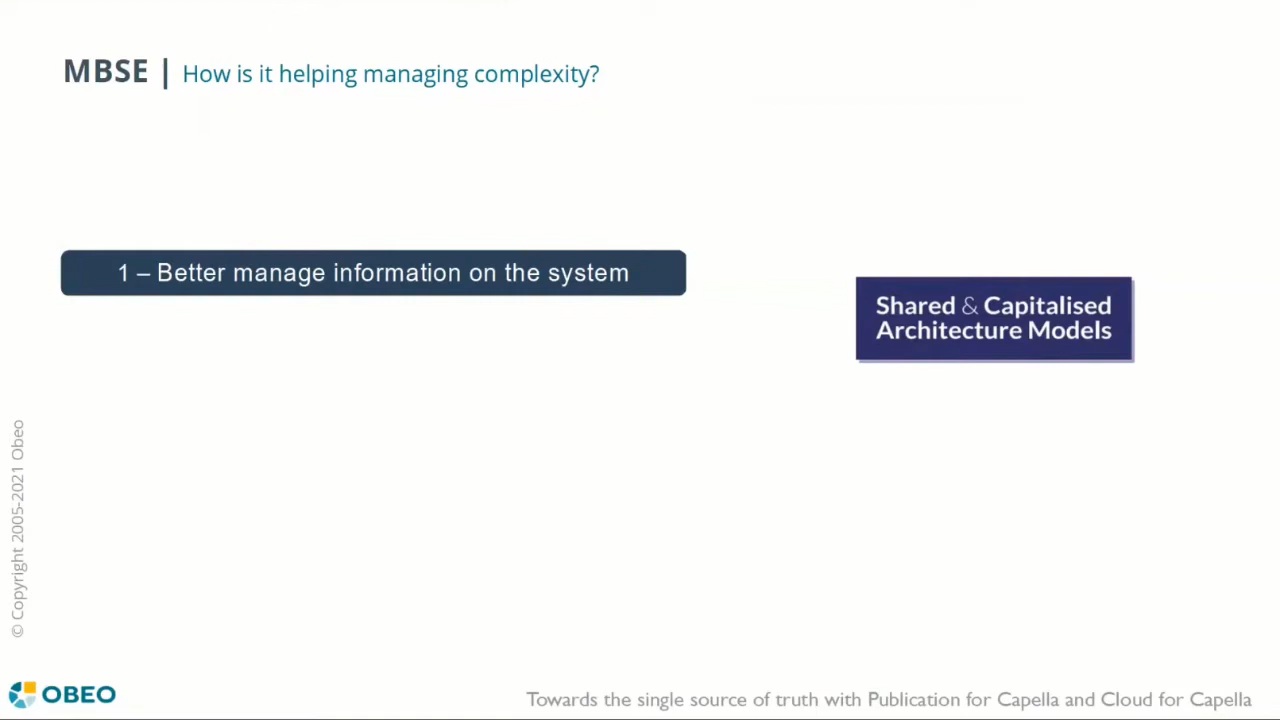 MBSE | How is it helping managing complexity?
1 – Better manage information on the system
Shared & Capitalised
Architecture Models
© Copyright 2005-2021 Obeo
OBEO
Towards the single source of truth with Publication for Capella and Cloud for Capella